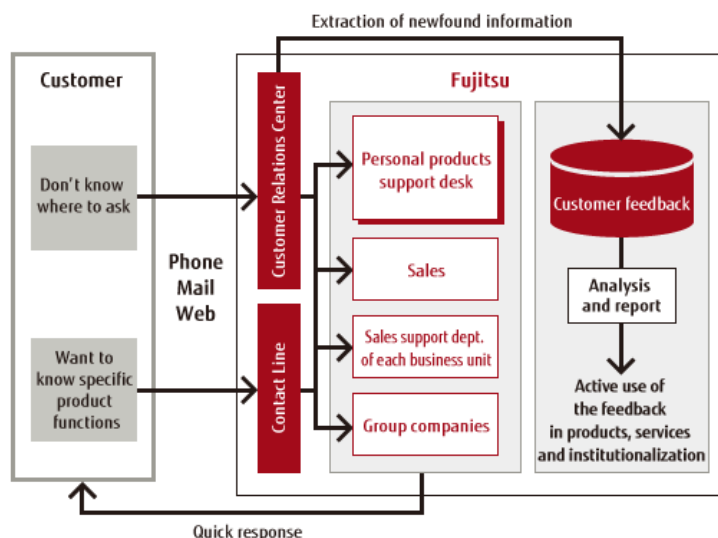 Extraction of newfound information
Customer
Fujitsu
Don't know
where to ask
Phone
Mail
Web
Want to
know specific
product
functions
Customer Relations Center
Contact Line
Personal products
support desk
Sales
Sales support dept.
of each business unit
Group companies
Customer feedback
Analysis
and report
Active use of
the feedback
in products, services
and institutionalization
Quick response